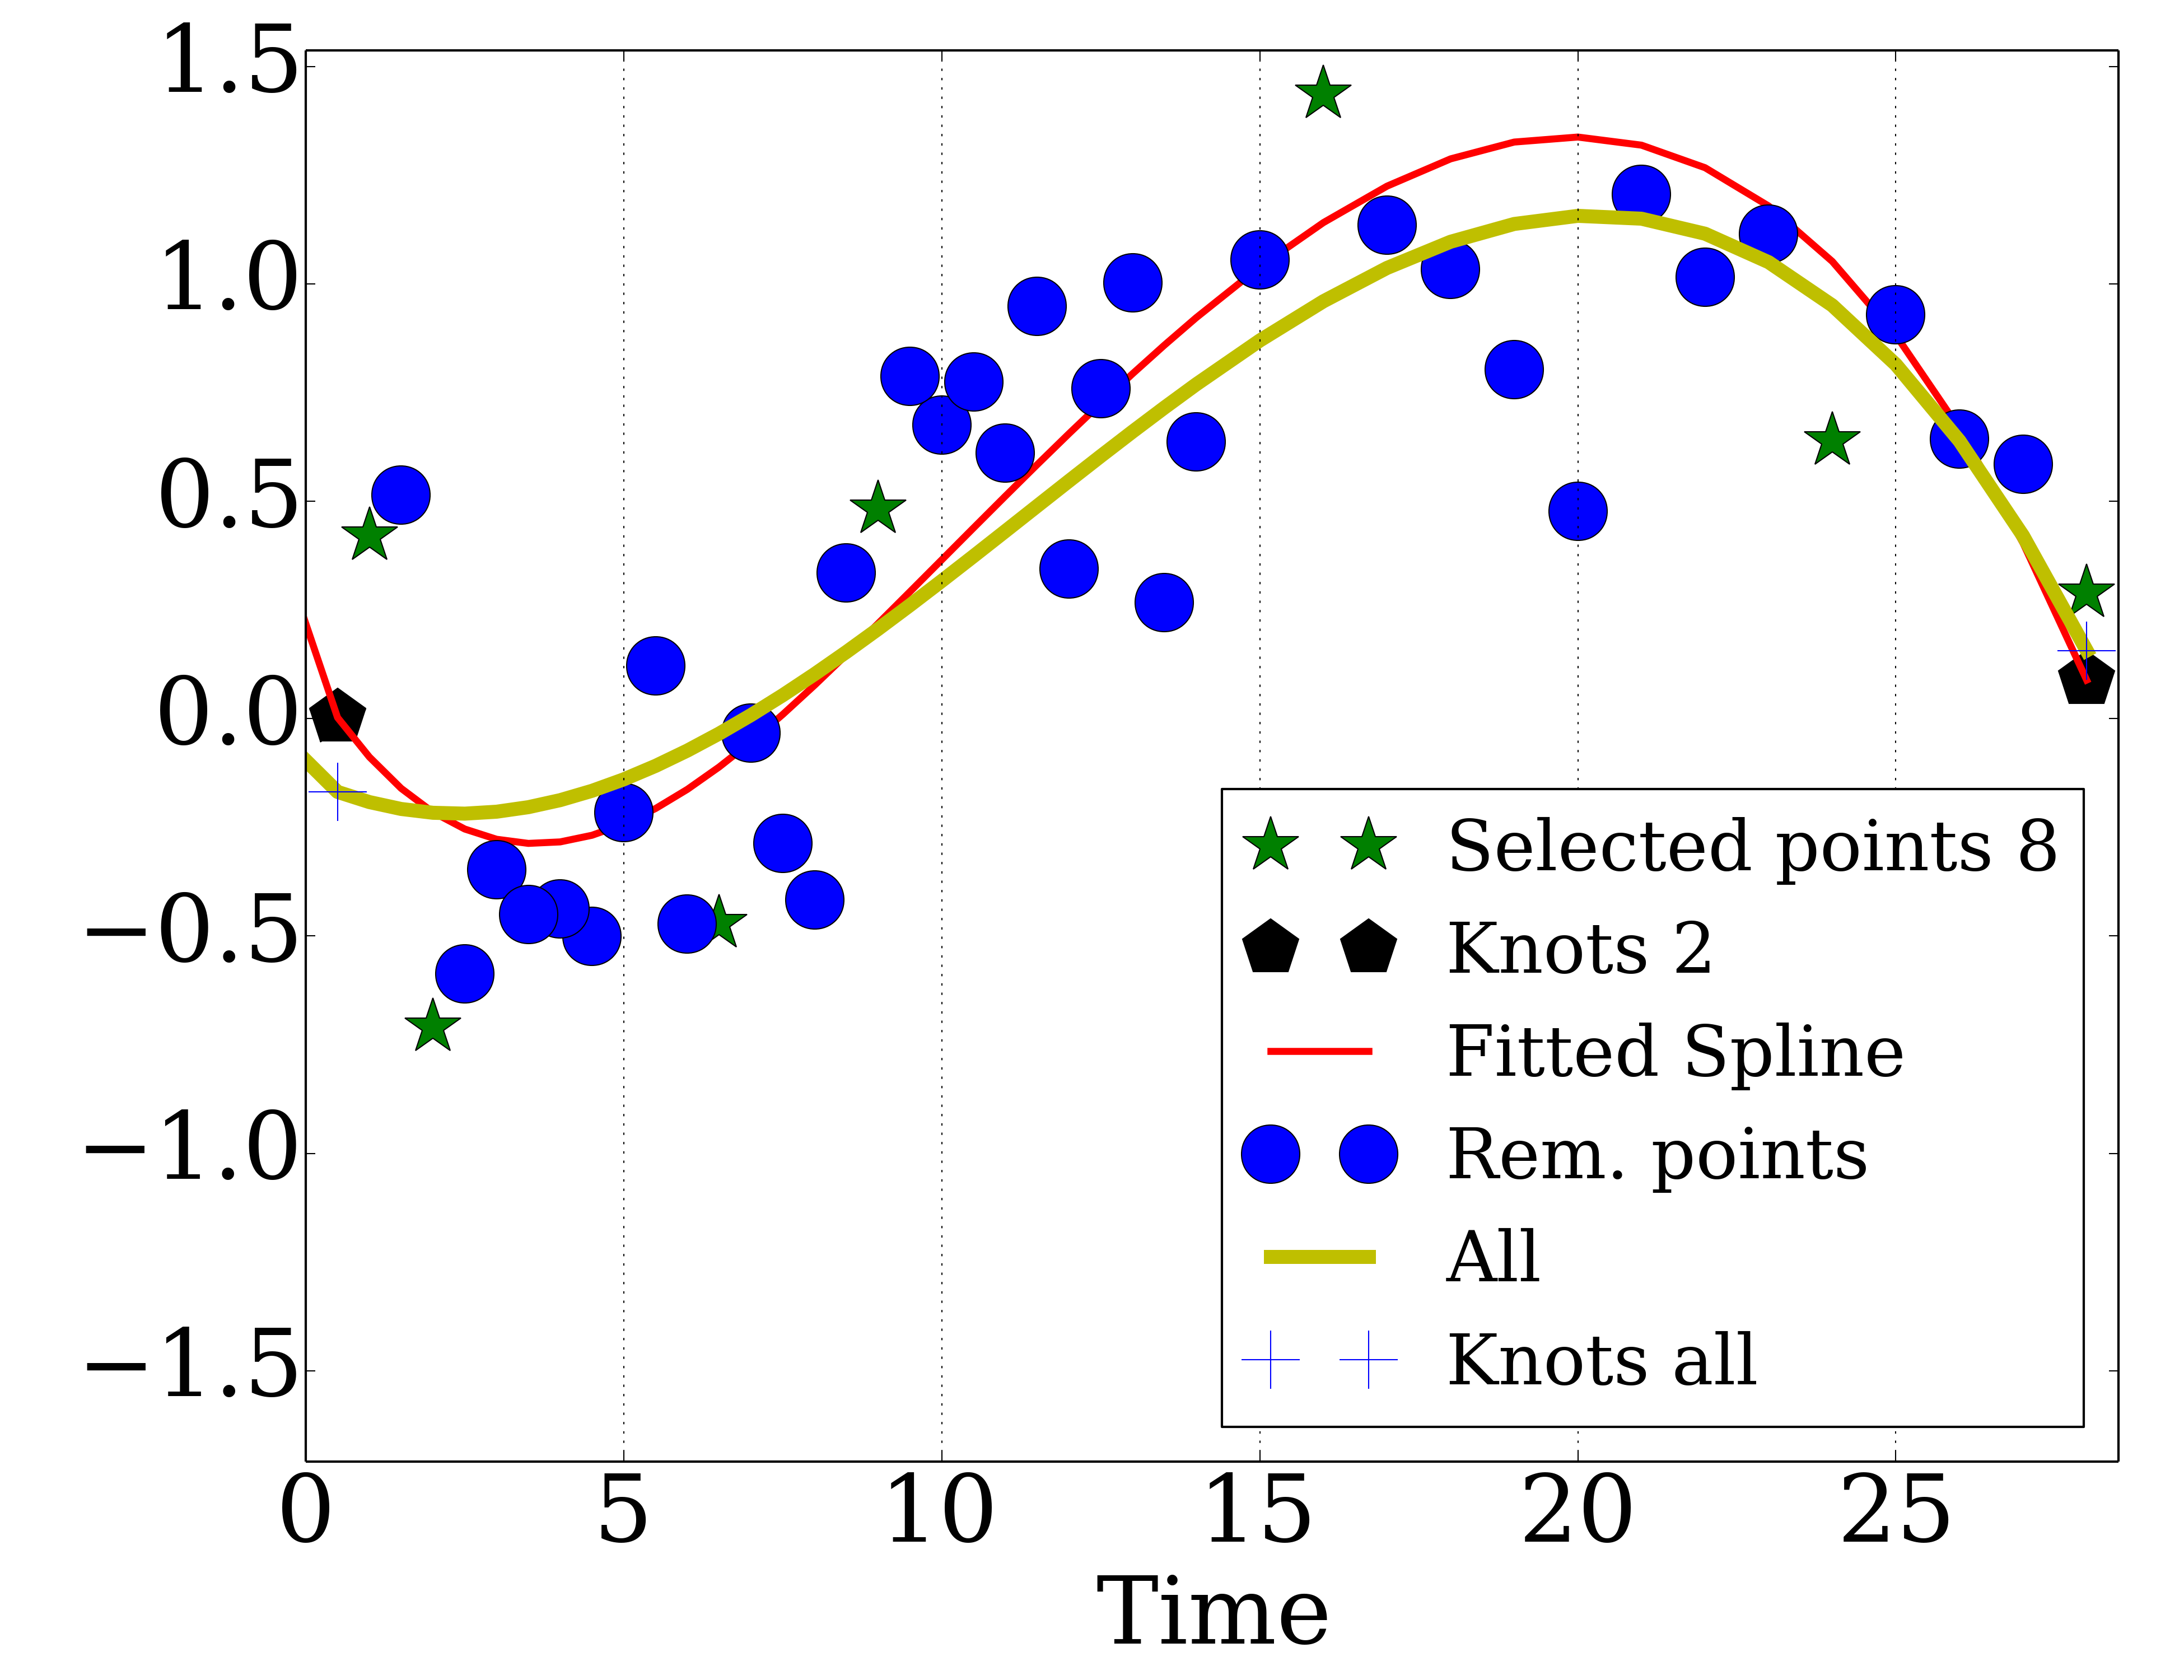 1.5
1.0
0.5
0.0
−0.5
−1.0
−1.5
0 5 10 15 20 25
Time
Selected points 8
Knots 2
Fitted Spline
Rem. points
All
Knots all